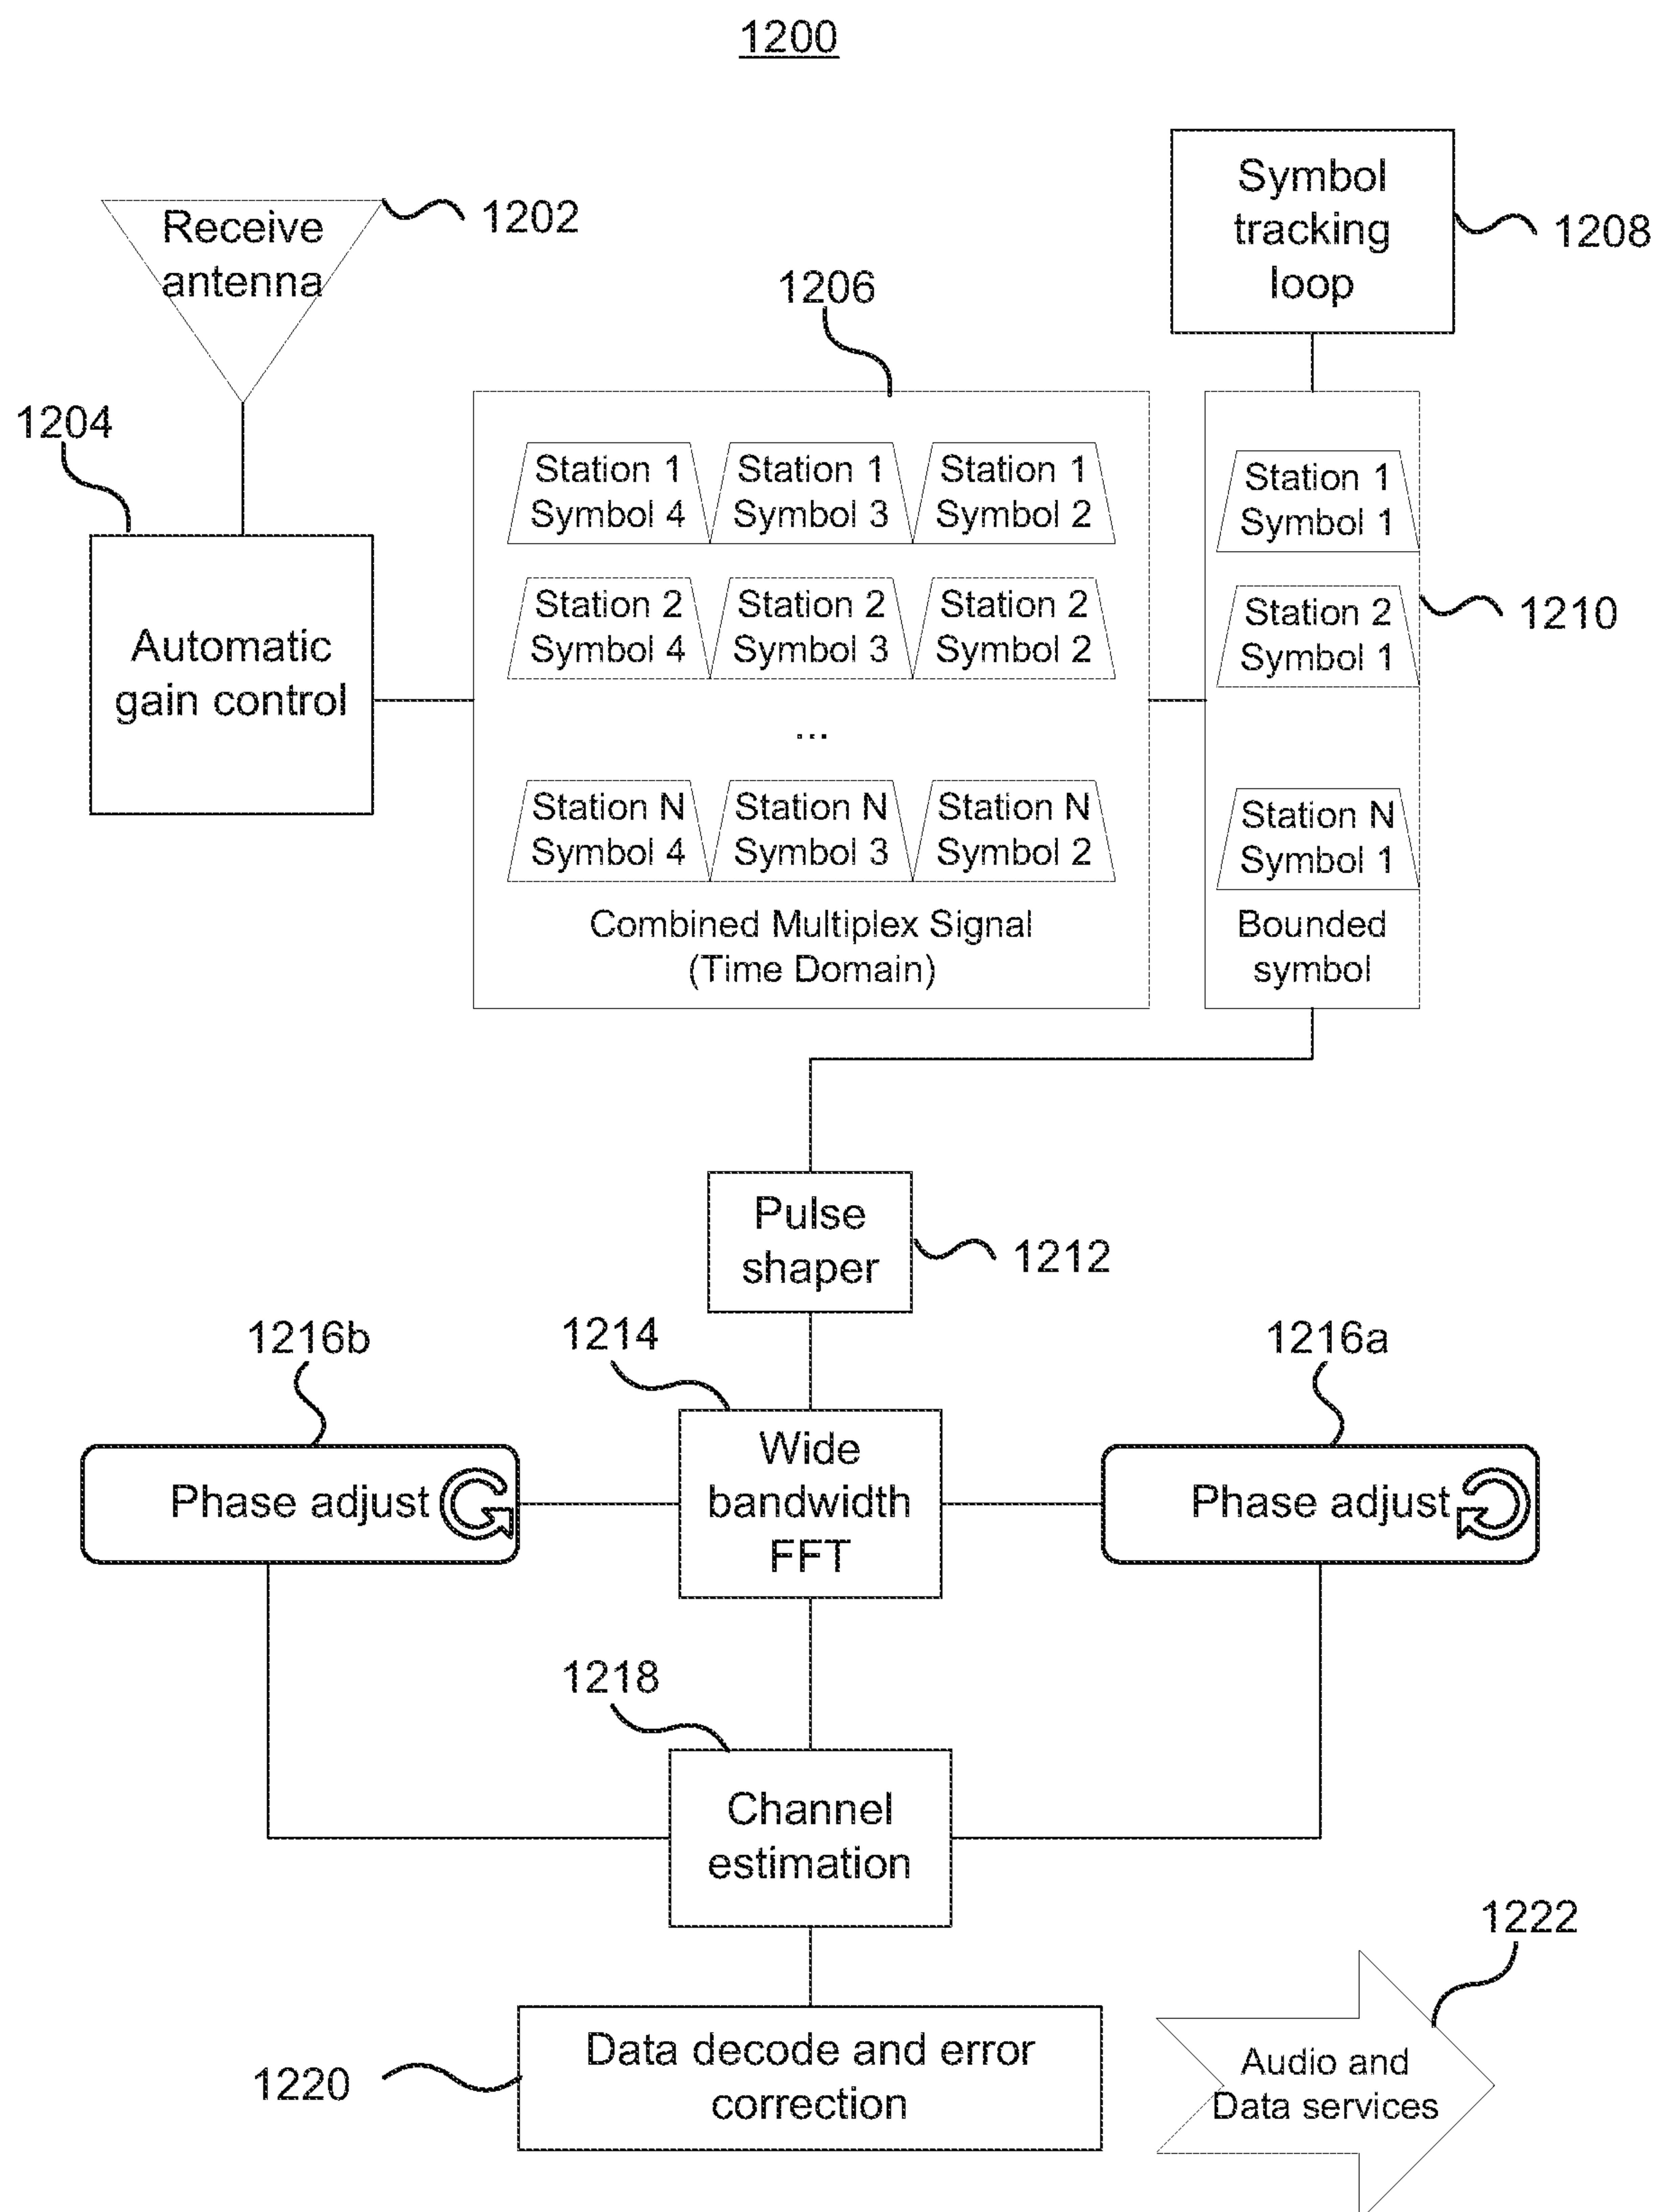 1200
Receive
antenna
1202
Symbol
tracking
loop
1208
1206
1204
Automatic
gain control
Station 1
Symbol 4
Station 1
Symbol 3
Station 1
Symbol 2
Station 2
Symbol 4
Station 2
Symbol 3
Station 2
Symbol 2
...
Station N
Symbol 4
Station N
Symbol 3
Station N
Symbol 2
Combined Multiplex Signal
(Time Domain)
Station 1
Symbol 1
Station 2
Symbol 1
1210
Station N
Symbol 1
Bounded
symbol
Pulse
shaper
1212
1216b
1214
1216a
Phase adjust
Wide
bandwidth
FFT
Phase adjust
1218
Channel
estimation
1222
1220
Data decode and error
correction
Audio and
Data services